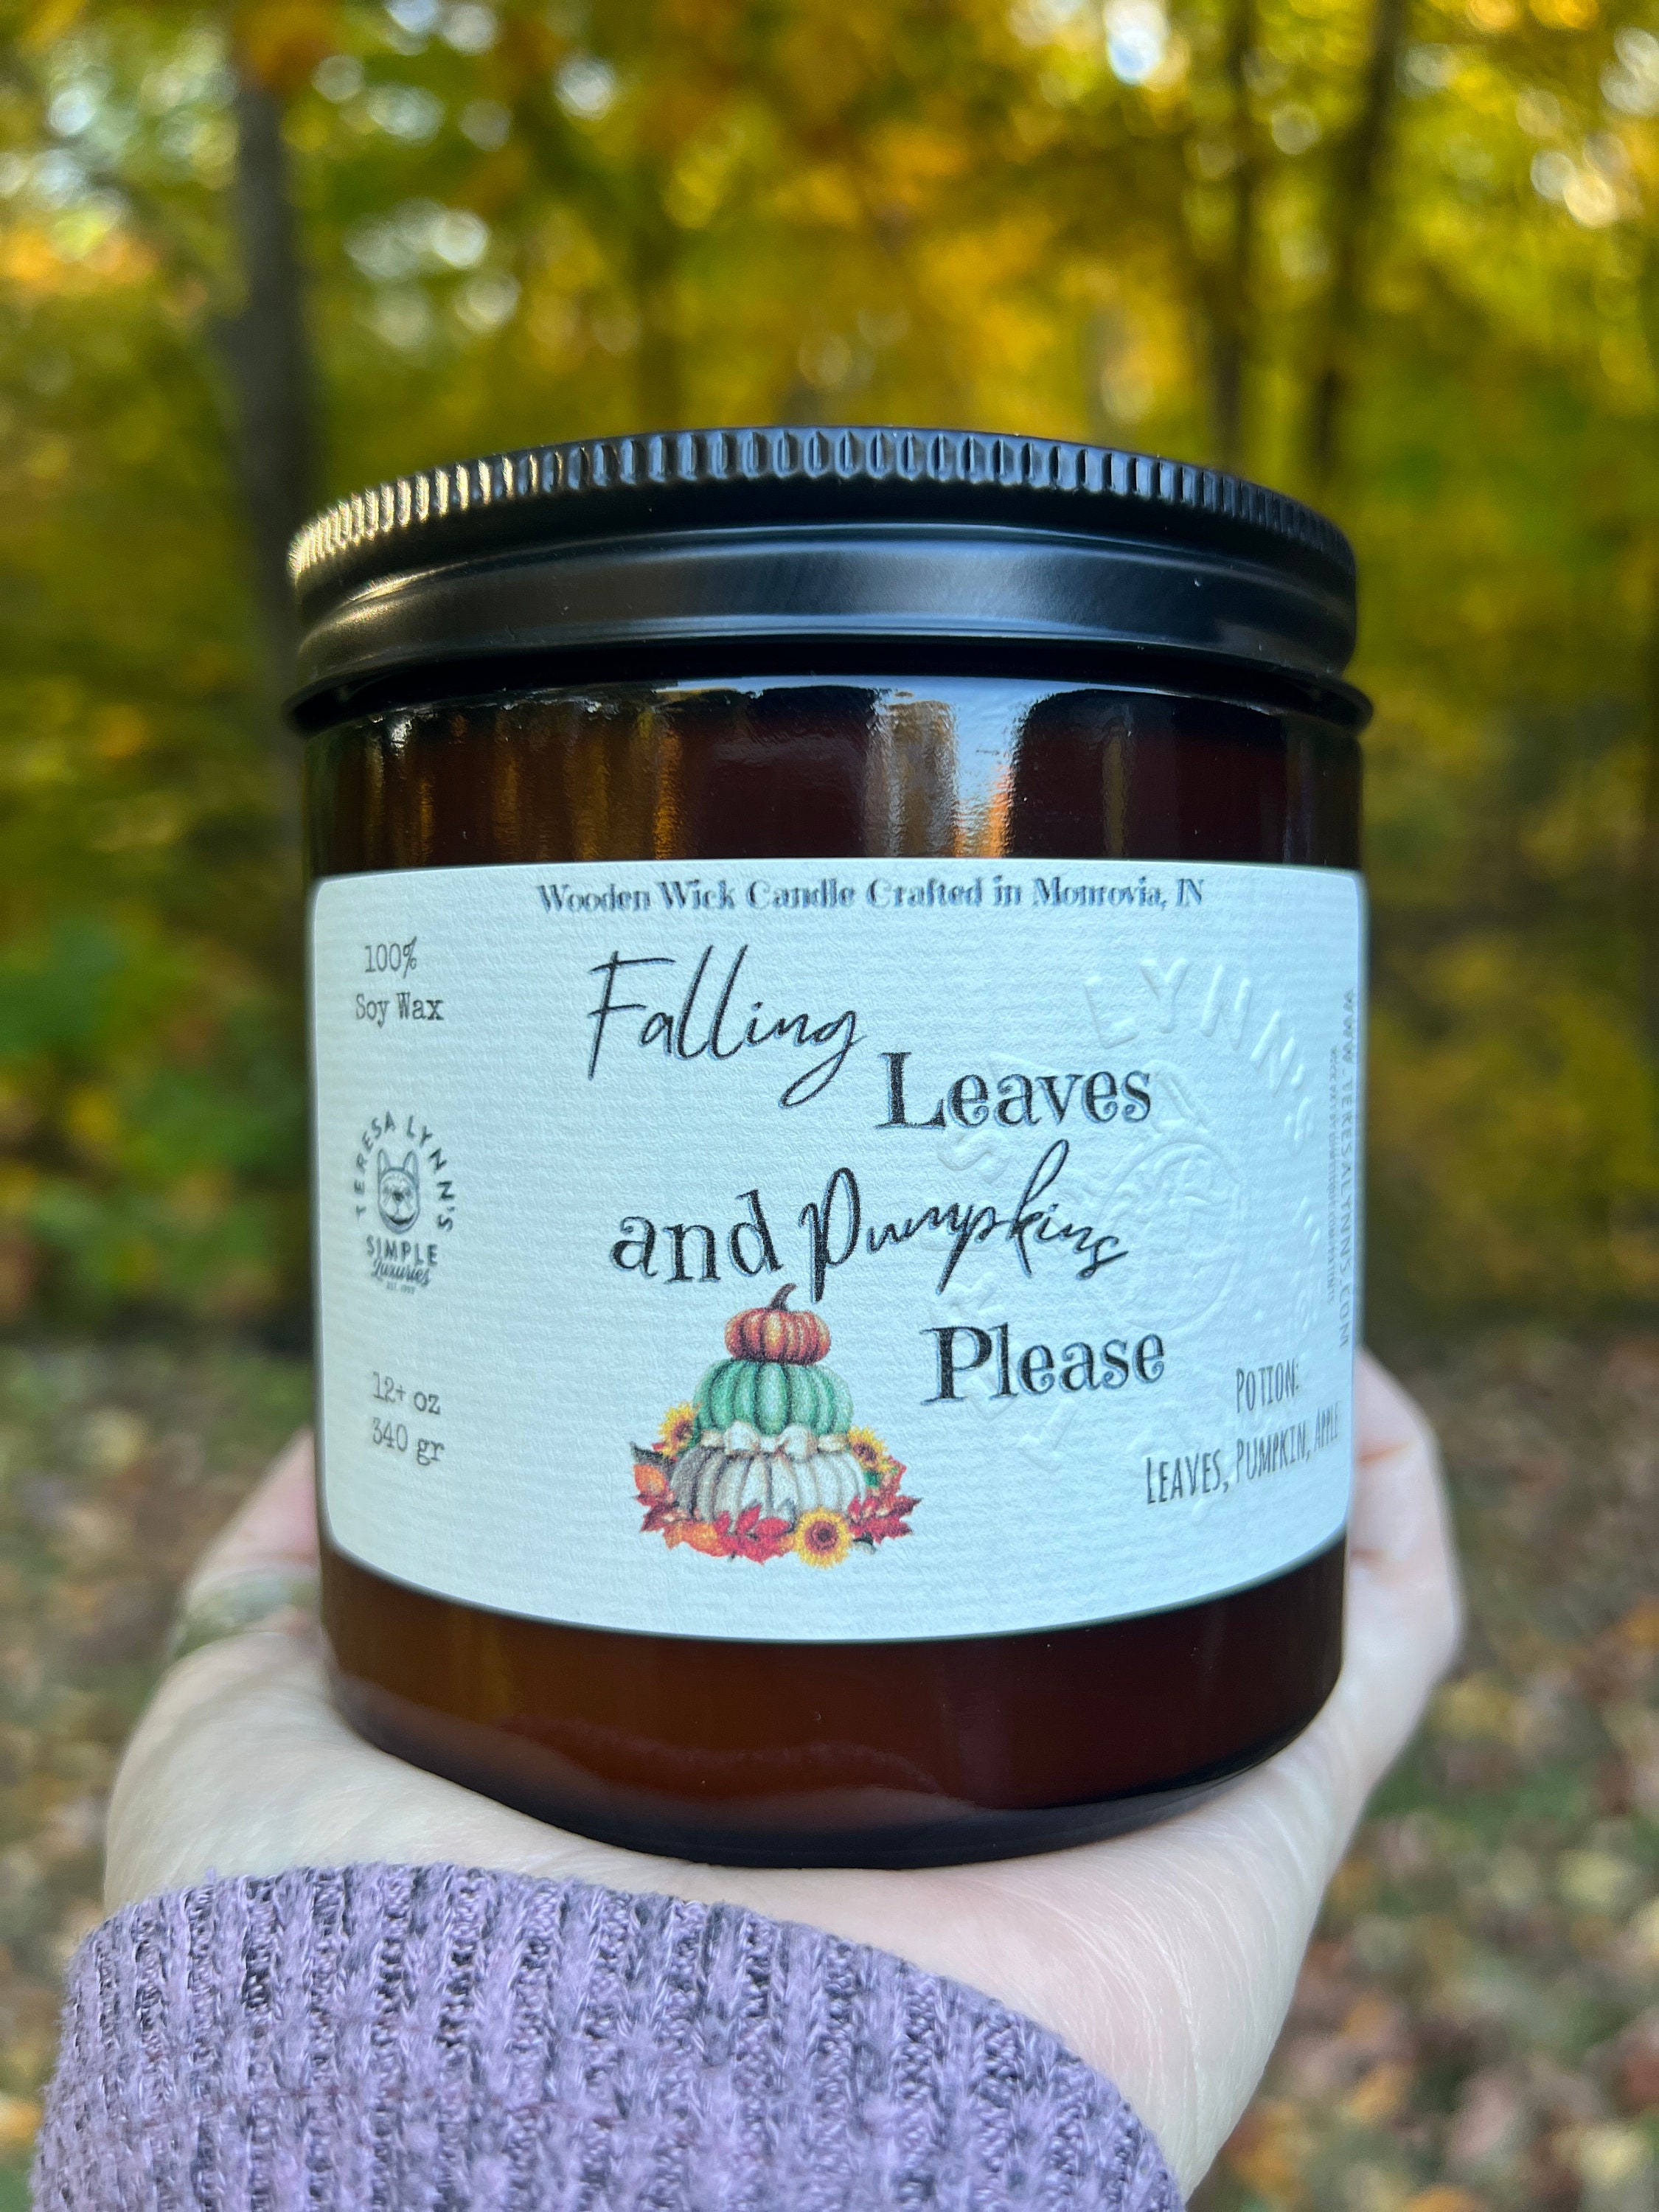 Wooden Wick Candle Crafted in Monrovia, IN
100%
Soy Wax
Falling
Leaves
and Pumpkins
Please
TERESA LYNN'S
SIMPLE
Luxuries
12+ oz
340 gr
POTION:
LEAVES, PUMPKIN, APPLE
WWW.TERESALYNNS.COM
LYNN'S